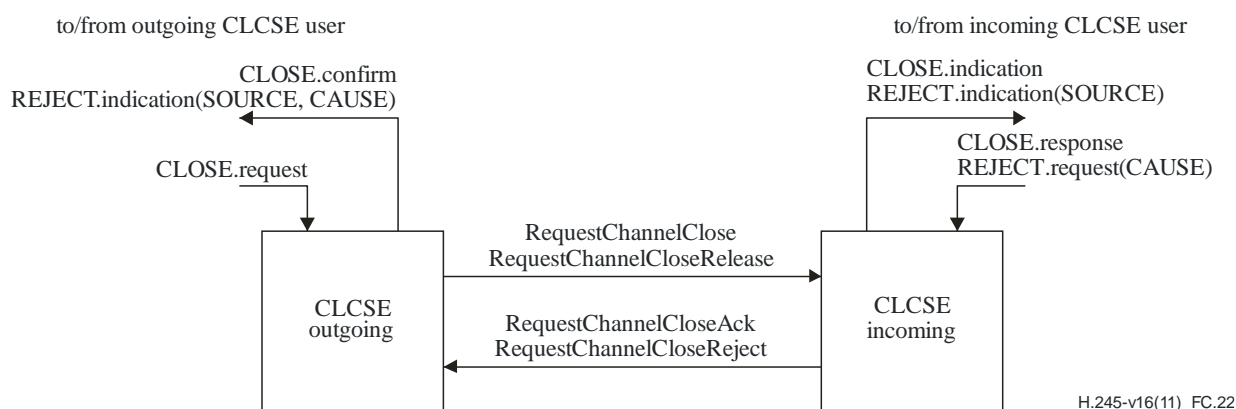 to/from outgoing CLCSE user
to/from incoming CLCSE user
CLOSE.confirm
REJECT.indication(SOURCE, CAUSE)
CLOSE.request
CLOSE.indication
REJECT.indication(SOURCE)
CLOSE.response
REJECT.request(CAUSE)
RequestChannelClose
RequestChannelCloseRelease
CLCSE
outgoing
RequestChannelCloseAck
RequestChannelCloseReject
CLCSE
incoming
H.245-v16(11)_FC.22